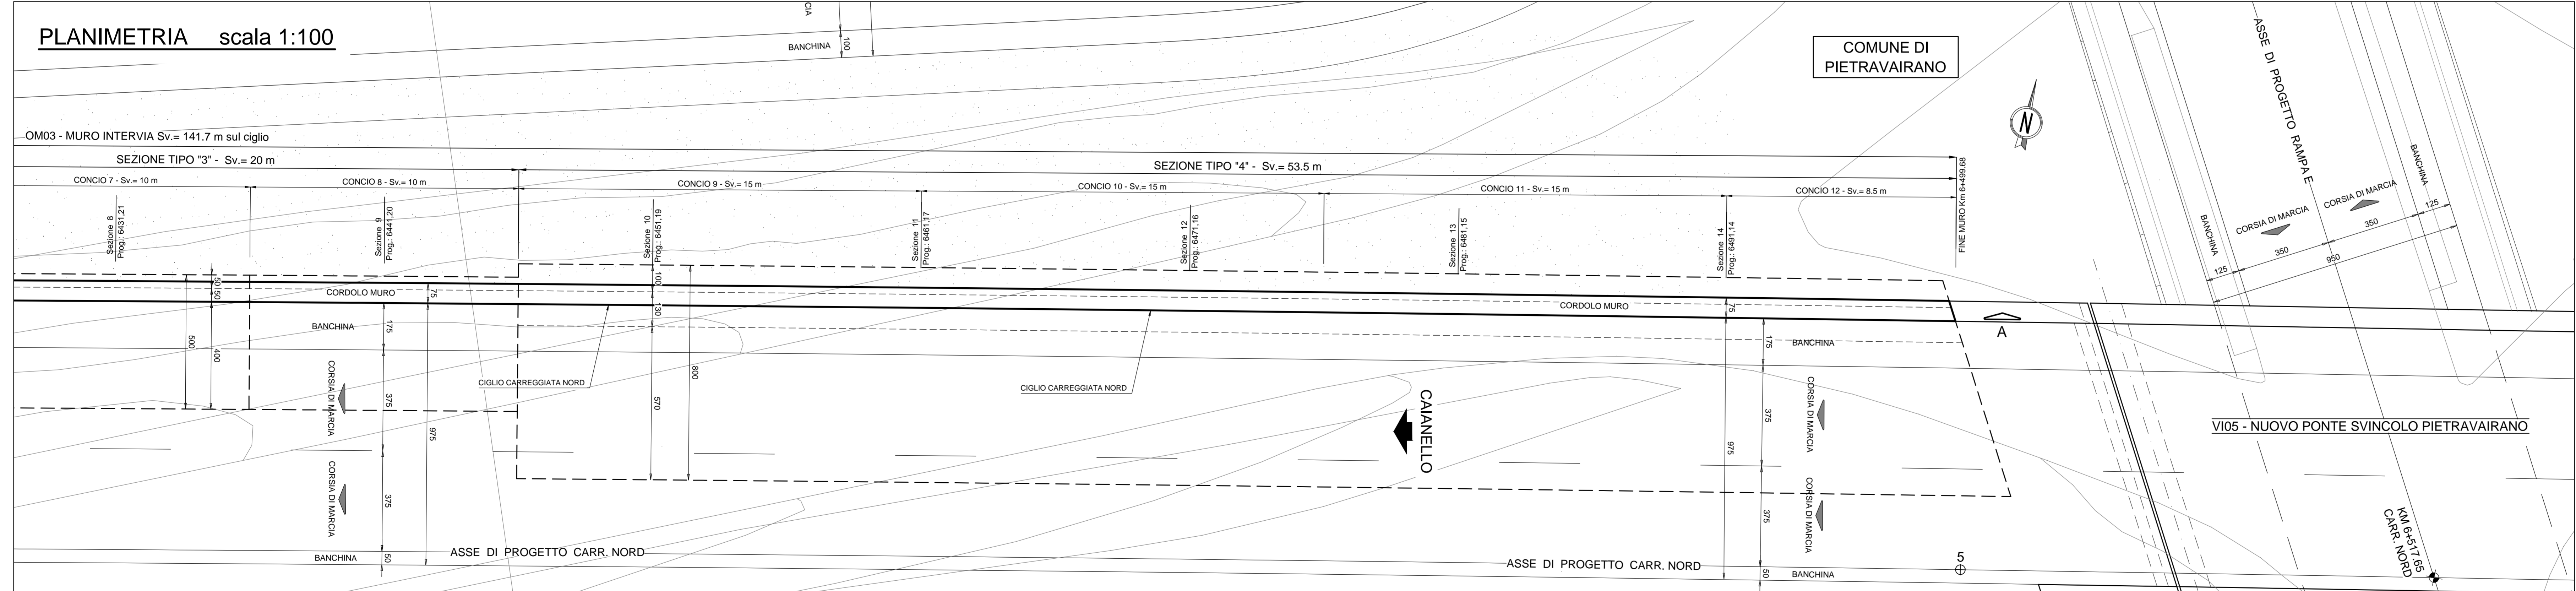 PLANIMETRIA scala 1:100
CIA
BANCHINA
100
COMUNE DI
PIETRAVAIRANO
N
ASSE DI PROGETTO RAMPA E
BANCHINA
CORSIA DI MARCIA
CORSIA DI MARCIA
BANCHINA
125
350
350
125
950
OM03 - MURO INTERVIA Sv.= 141.7 m sul ciglio
SEZIONE TIPO "3" - Sv.= 20 m
SEZIONE TIPO "4" - Sv.= 53.5 m
CONCIO 7 - Sv.= 10 m
CONCIO 8 - Sv.= 10 m
CONCIO 9 - Sv.= 15 m
CONCIO 10 - Sv.= 15 m
CONCIO 11 - Sv.= 15 m
CONCIO 12 - Sv.= 8.5 m
FINE MURO Km 6+499.68
Sezione 8
Prog.: 6431,21
Sezione 9
Prog.: 6441,20
Sezione 10
Prog.: 6451,19
Sezione 11
Prog.: 6461,17
Sezione 12
Prog.: 6471,16
Sezione 13
Prog.: 6481,15
Sezione 14
Prog.: 6491,14
50
50
CORDOLO MURO
75
100
130
CORDOLO MURO
75
BANCHINA
175
175
BANCHINA
A
500
400
CORSIA DI MARCIA
375
975
CIGLIO CARREGGIATA NORD
570
800
CIGLIO CARREGGIATA NORD
CAIANELLO
975
375
CORSIA DI MARCIA
VI05 - NUOVO PONTE SVINCOLO PIETRAVAIRANO
CORSIA DI MARCIA
375
375
CORSIA DI MARCIA
BANCHINA
50
ASSE DI PROGETTO CARR. NORD
ASSE DI PROGETTO CARR. NORD
50
BANCHINA
5
KM 6+517.65
CARR. NORD